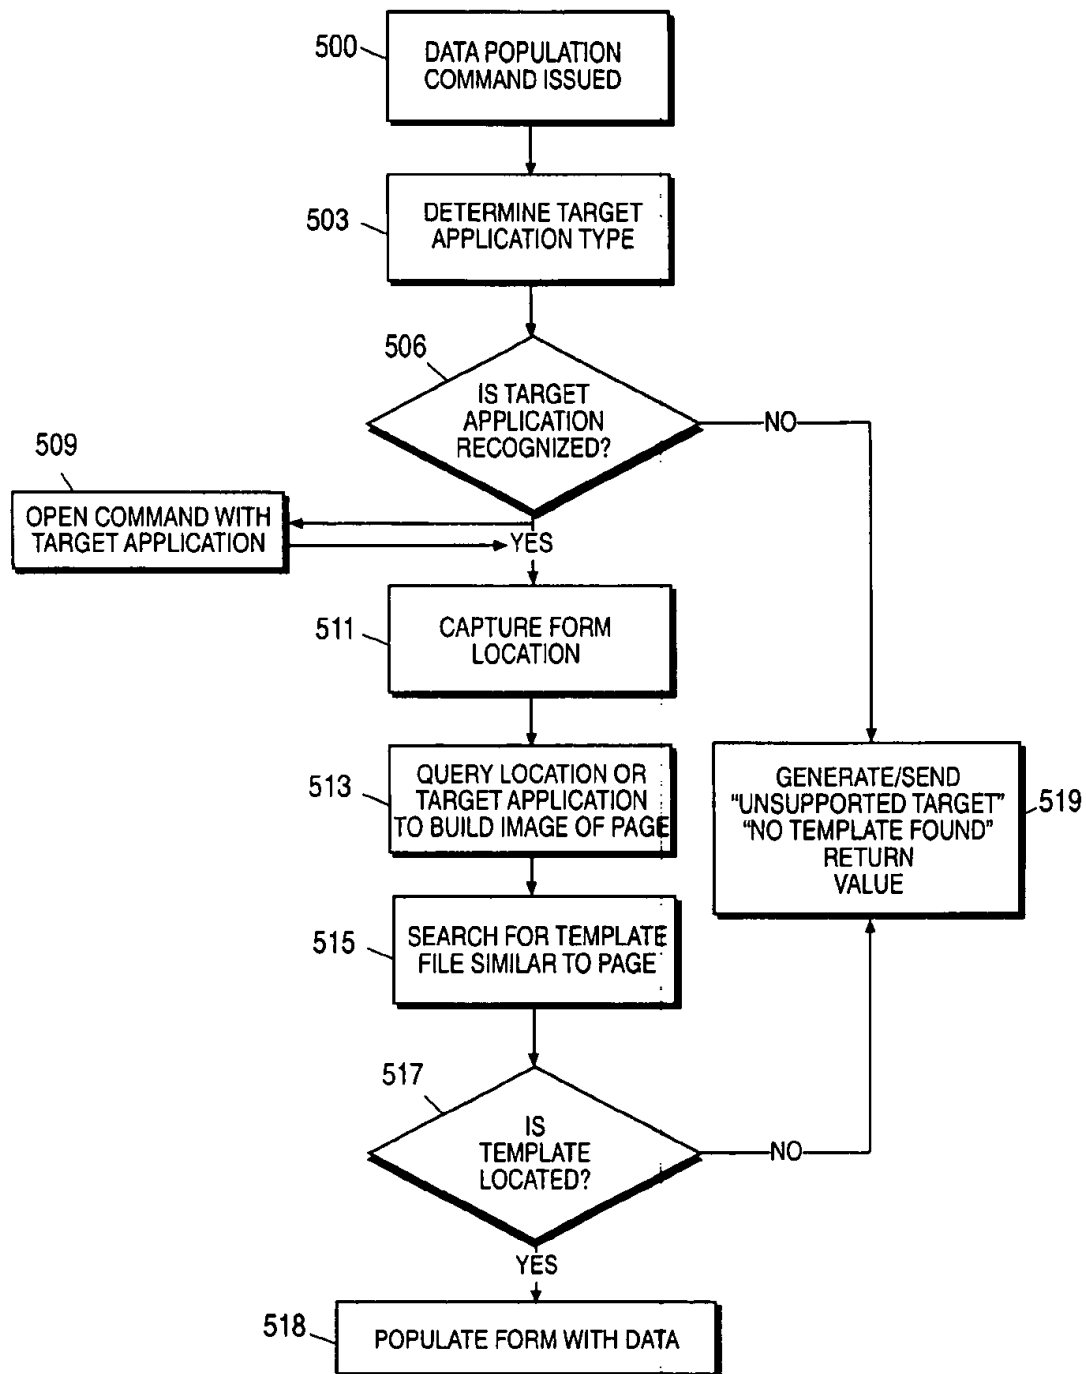 500
DATA POPULATION
COMMAND ISSUED
503
DETERMINE TARGET
APPLICATION TYPE
506
IS TARGET
APPLICATION
RECOGNIZED?
NO
509
OPEN COMMAND WITH
TARGET APPLICATION
YES
511
CAPTURE FORM
LOCATION
513
QUERY LOCATION OR
TARGET APPLICATION
TO BUILD IMAGE OF PAGE
GENERATE/SEND
"UNSUPPORTED TARGET"
"NO TEMPLATE FOUND"
RETURN
VALUE
519
515
SEARCH FOR TEMPLATE
FILE SIMILAR TO PAGE
517
IS
TEMPLATE
LOCATED?
NO
YES
518
POPULATE FORM WITH DATA